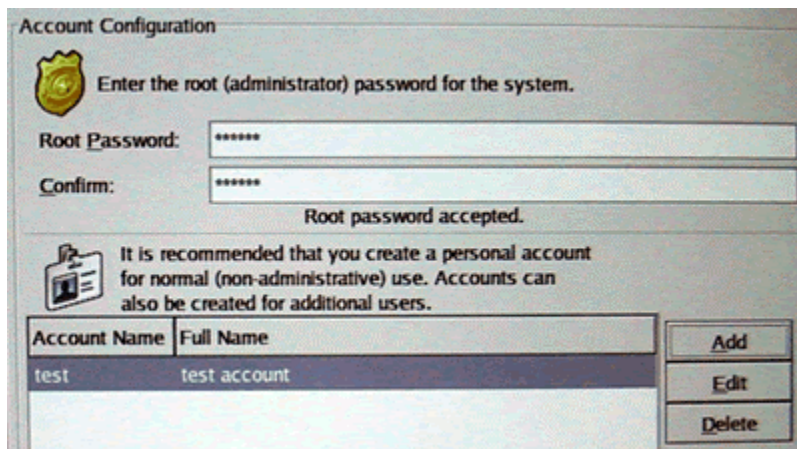 Account Configuration
Enter the root (administrator) password for the system.
Root Password: ******
Confirm: ******
Root password accepted.
It is recommended that you create a personal account
for normal (non-administrative) use. Accounts can
also be created for additional users.
Account Name Full Name
Add
test test account
Edit
Delete